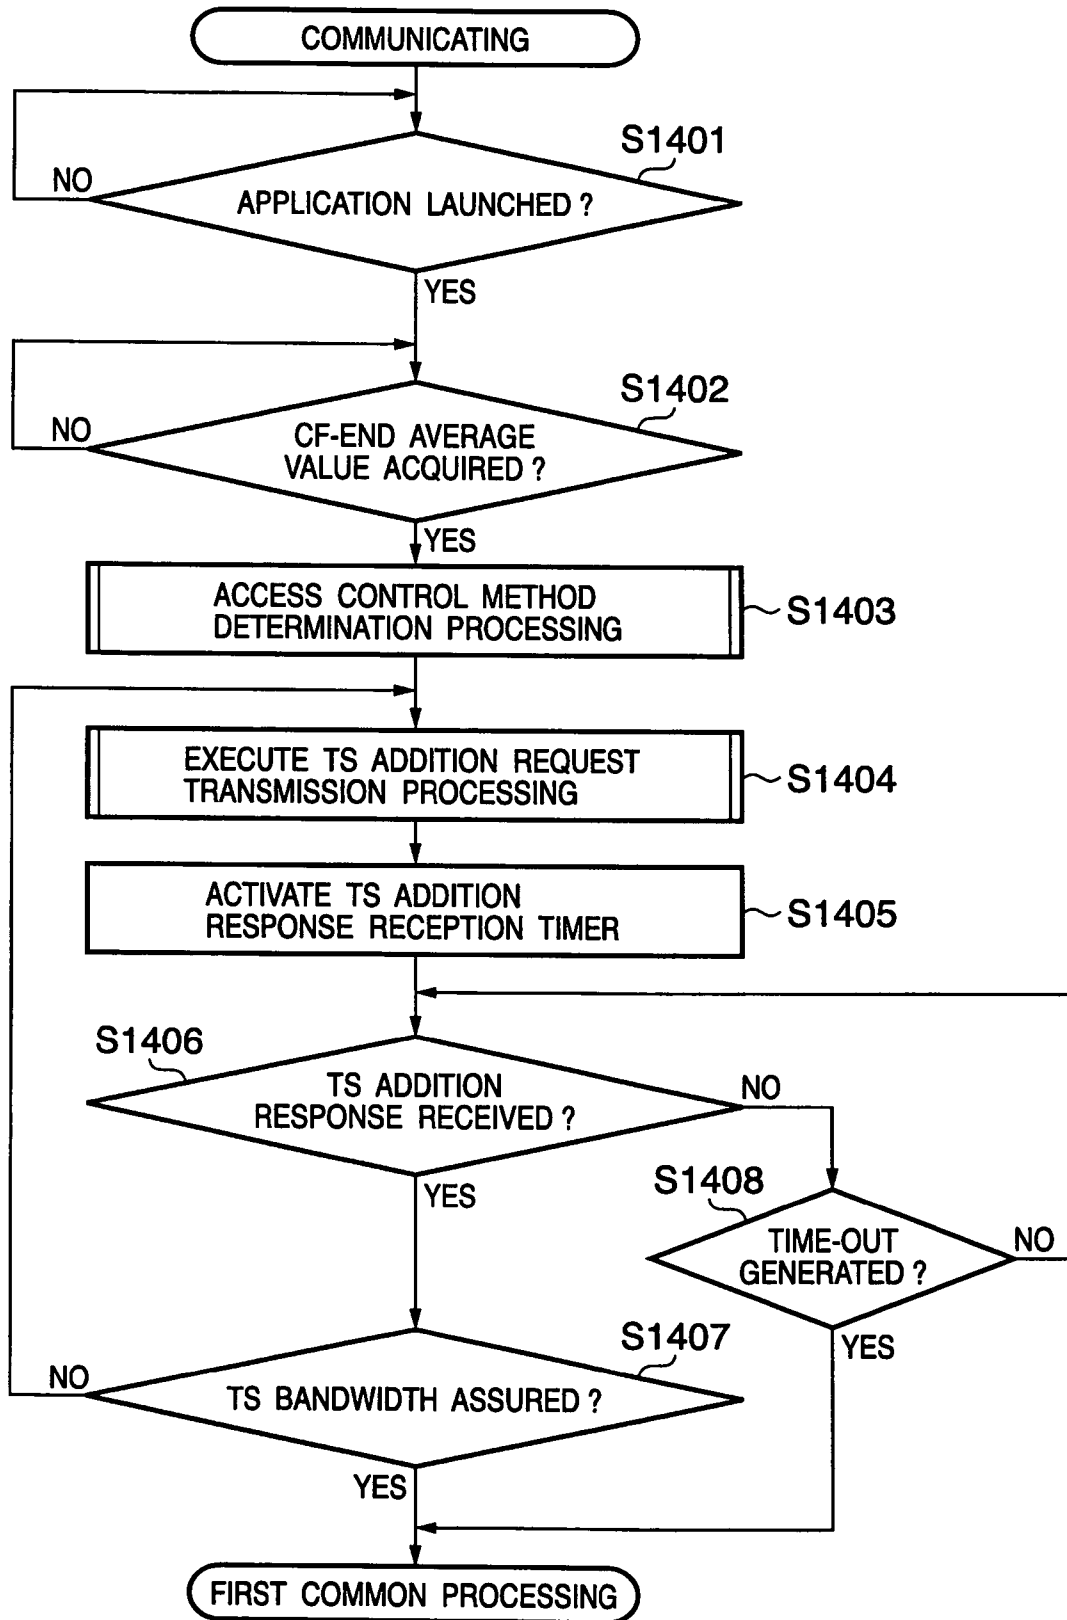 COMMUNICATING
S1401
NO
APPLICATION LAUNCHED ?
YES
S1402
NO
CF-END AVERAGE
VALUE ACQUIRED ?
YES
ACCESS CONTROL METHOD
DETERMINATION PROCESSING
S1403
EXECUTE TS ADDITION REQUEST
TRANSMISSION PROCESSING
S1404
ACTIVATE TS ADDITION
RESPONSE RECEPTION TIMER
S1405
S1406
TS ADDITION
RESPONSE RECEIVED ?
NO
YES
S1408
TIME-OUT
GENERATED ?
NO
YES
S1407
NO
TS BANDWIDTH ASSURED ?
YES
FIRST COMMON PROCESSING